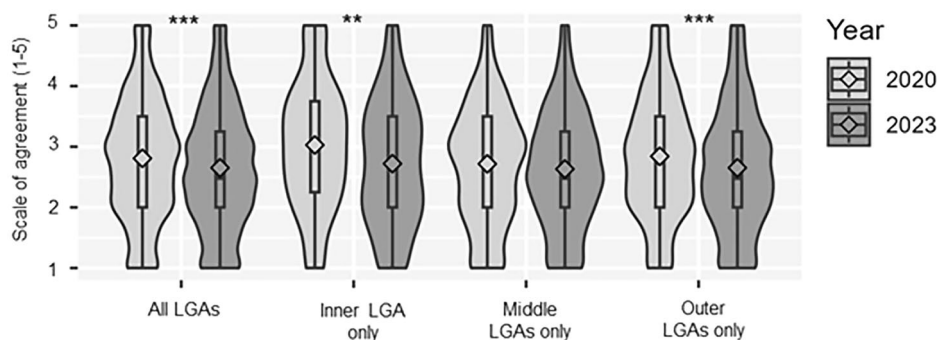 Scale of agreement (1-5)
5
4
3
2
1
*** ** ***
All LGAs
Inner LGA
only
Middle
LGAs only
Outer
LGAs only
Year
2020
2023